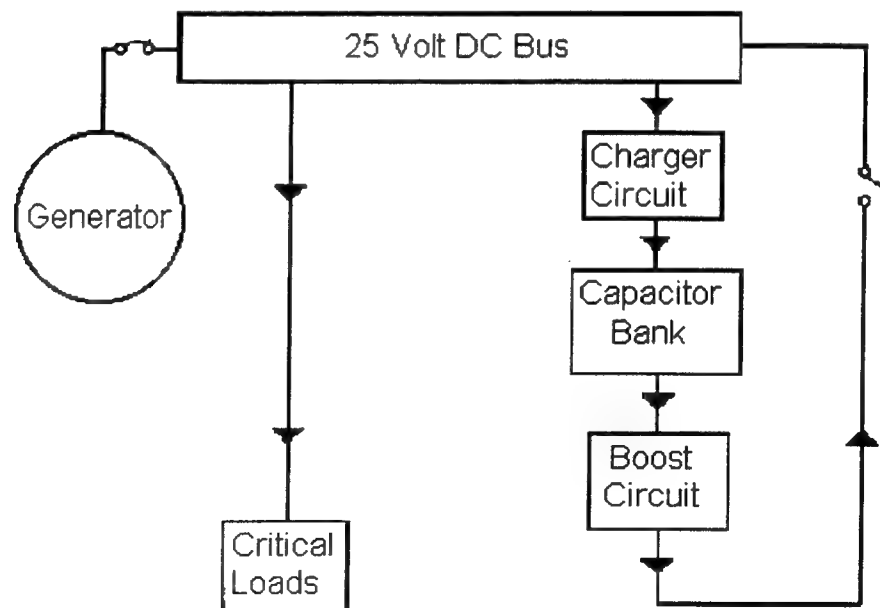 25 Volt DC Bus
Generator
Charger
Circuit
Capacitor
Bank
Boost
Circuit
Critical
Loads